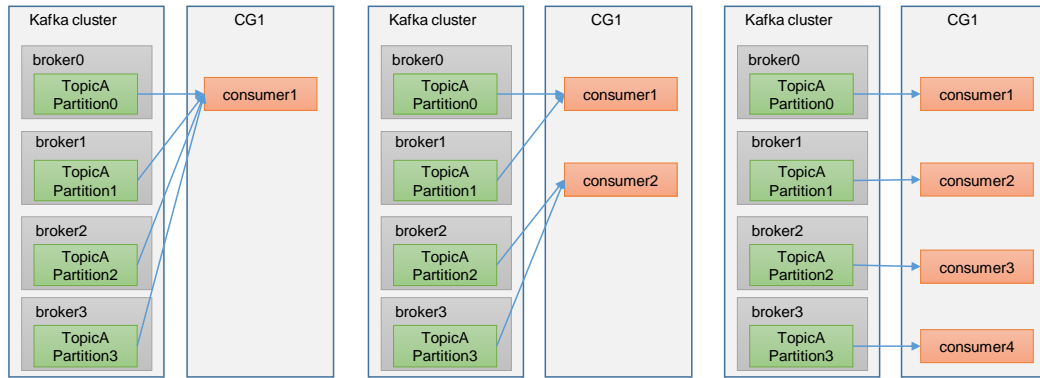 Kafka cluster
CG1
broker0
TopicA
Partition0
consumer1
broker1
TopicA
Partition1
broker2
TopicA
Partition2
broker3
TopicA
Partition3
Kafka cluster
CG1
broker0
TopicA
Partition0
consumer1
broker1
TopicA
Partition1
consumer2
broker2
TopicA
Partition2
broker3
TopicA
Partition3
Kafka cluster
CG1
broker0
TopicA
Partition0
consumer1
broker1
TopicA
Partition1
consumer2
broker2
TopicA
Partition2
consumer3
broker3
TopicA
Partition3
consumer4